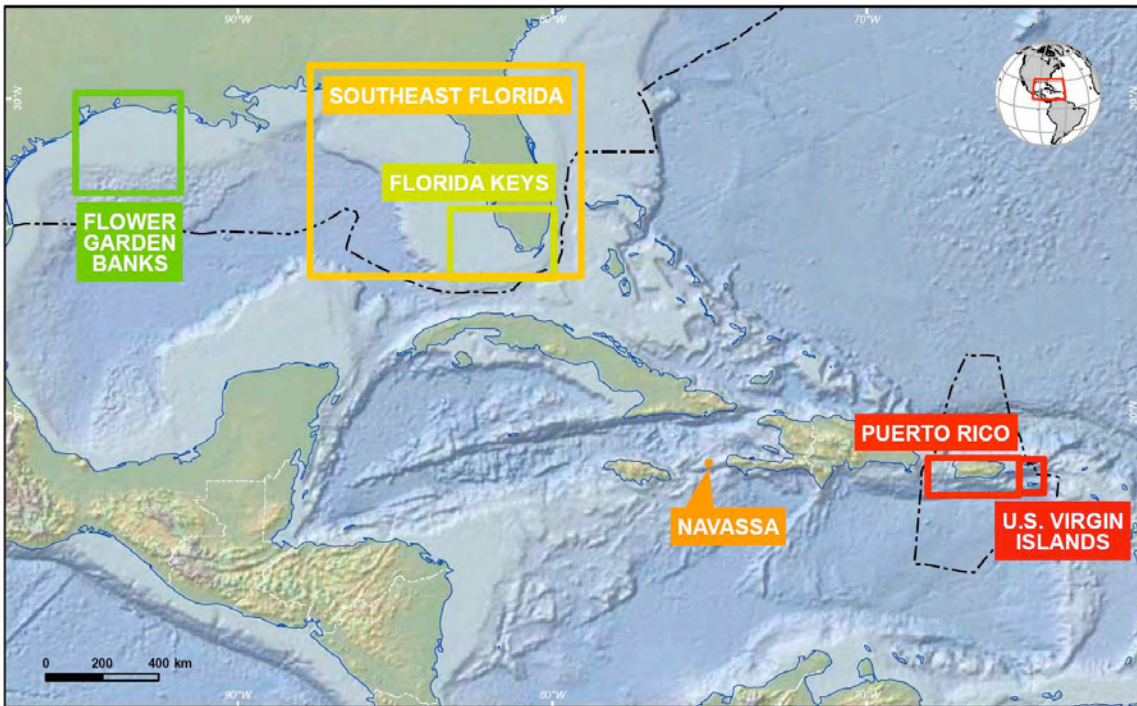 90°W
80°W
70°W
30°N
30°N
SOUTHEAST FLORIDA
FLORIDA KEYS
FLOWER
GARDEN
BANKS
20°N
PUERTO RICO
NAVASSA
U.S. VIRGIN
ISLANDS
0 200 400 km
90°W
80°W
70°W